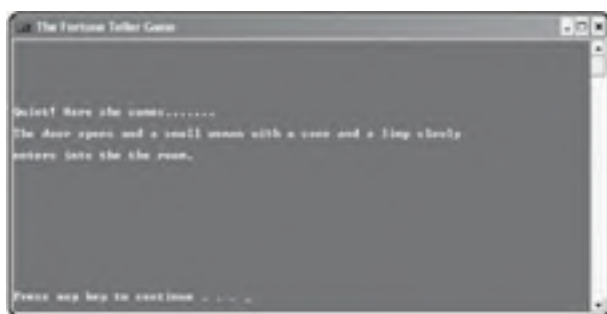 The Fortune Teller Game
Quiet! Here she comes.......
The door opens and a small woman with a cane and a limp slowly
enters into the the room.
Press any key to continue . . . _